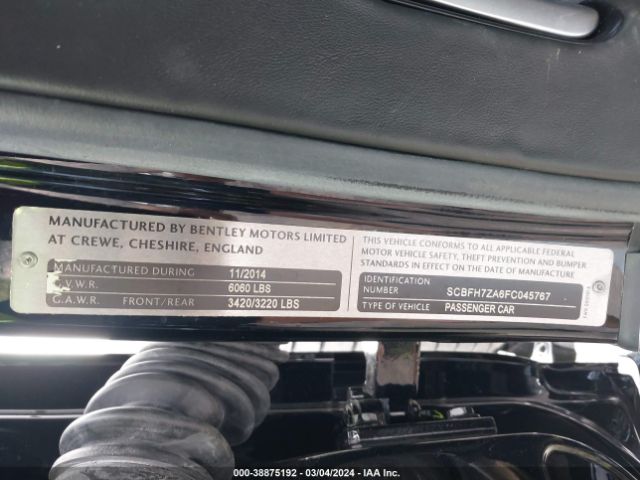 MANUFACTURED BY BENTLEY MOTORS LIMITED
AT CREWE, CHESHIRE, ENGLAND
MANUFACTURED DURING 11/2014
G.V.W.R. 6060 LBS
G.A.W.R. FRONT/REAR 3420/3220 LBS
THIS VEHICLE CONFORMS TO ALL APPLICABLE FEDERAL
MOTOR VEHICLE SAFETY, THEFT PREVENTION AND BUMPER
STANDARDS IN EFFECT ON THE DATE OF MANUFACTURE
IDENTIFICATION
NUMBER SCBFH7ZA6FC045767
TYPE OF VEHICLE PASSENGER CAR
000-38875192 - 03/04/2024 - IAA Inc.